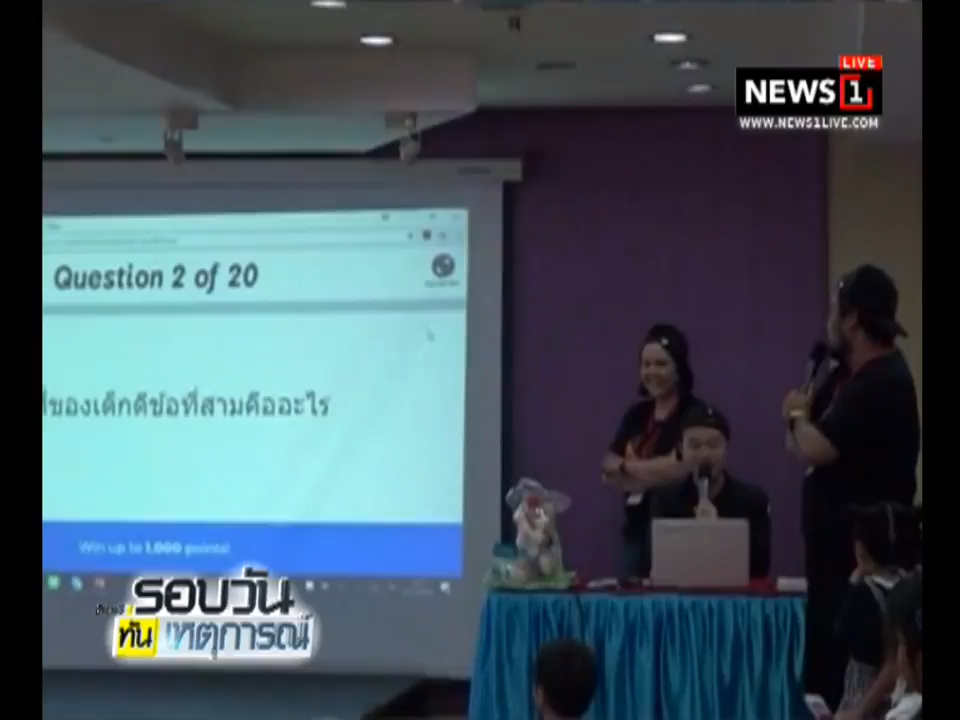 LIVE
NEWS 1
WWW.NEWS1LIVE.COM
Question 2 of 20
ของเด็กดีข้อที่สามคืออะไร
Win up to 1,000 points!
รอบวัน
ทัน เหตุการณ์